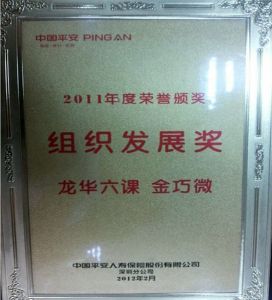 中国平安 PING AN
2011年度荣誉颁奖
组织发展奖
龙华六课 金巧微
中国平安人寿保险股份有限公司
深圳分公司
2012年2月